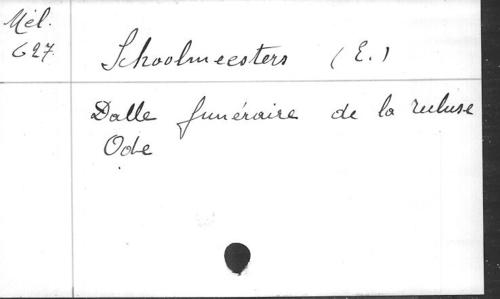 Mél.
627.
Schoolmeesters (E.)
Dalle funéraire de la recluse
Ode